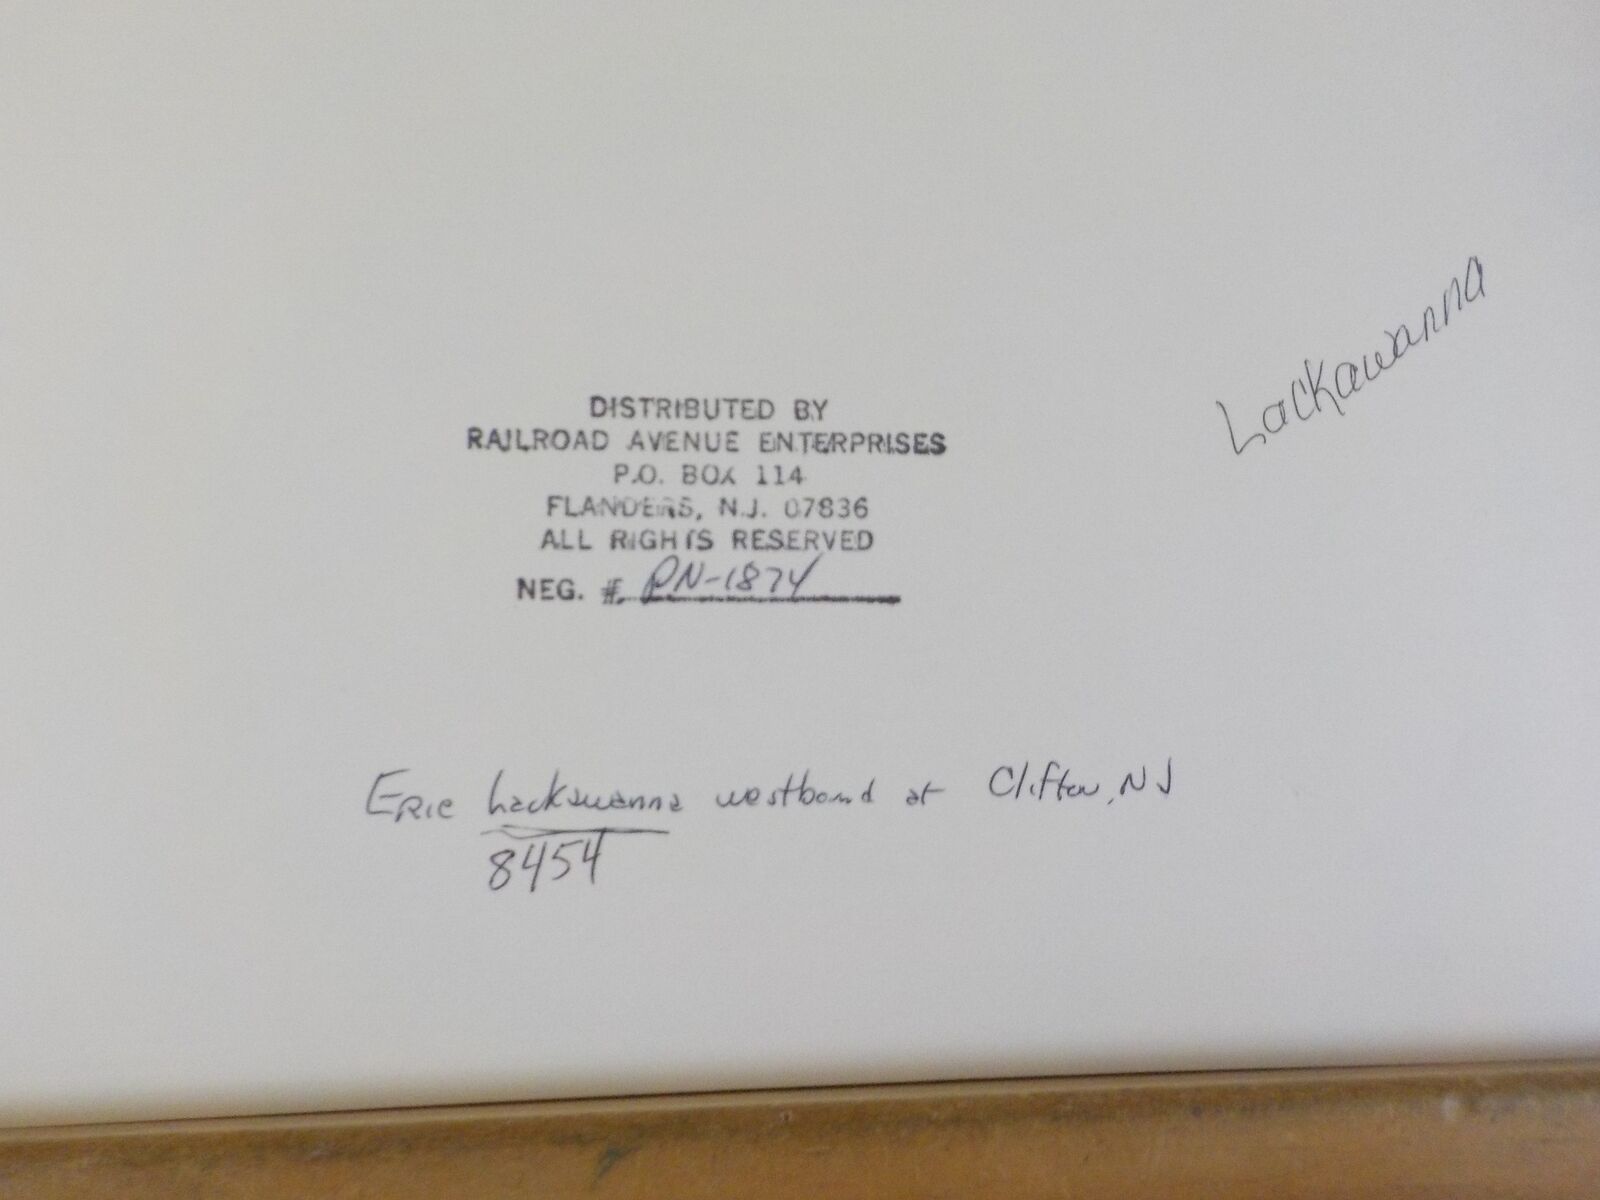 Lackawanna
DISTRIBUTED BY
RAILROAD AVENUE ENTERPRISES
P.O. BOX 114
FLANDERS, N.J. 07836
ALL RIGHTS RESERVED
NEG. # PN-1874
ERIE Lackawanna westbound at Clifton, NJ
8454